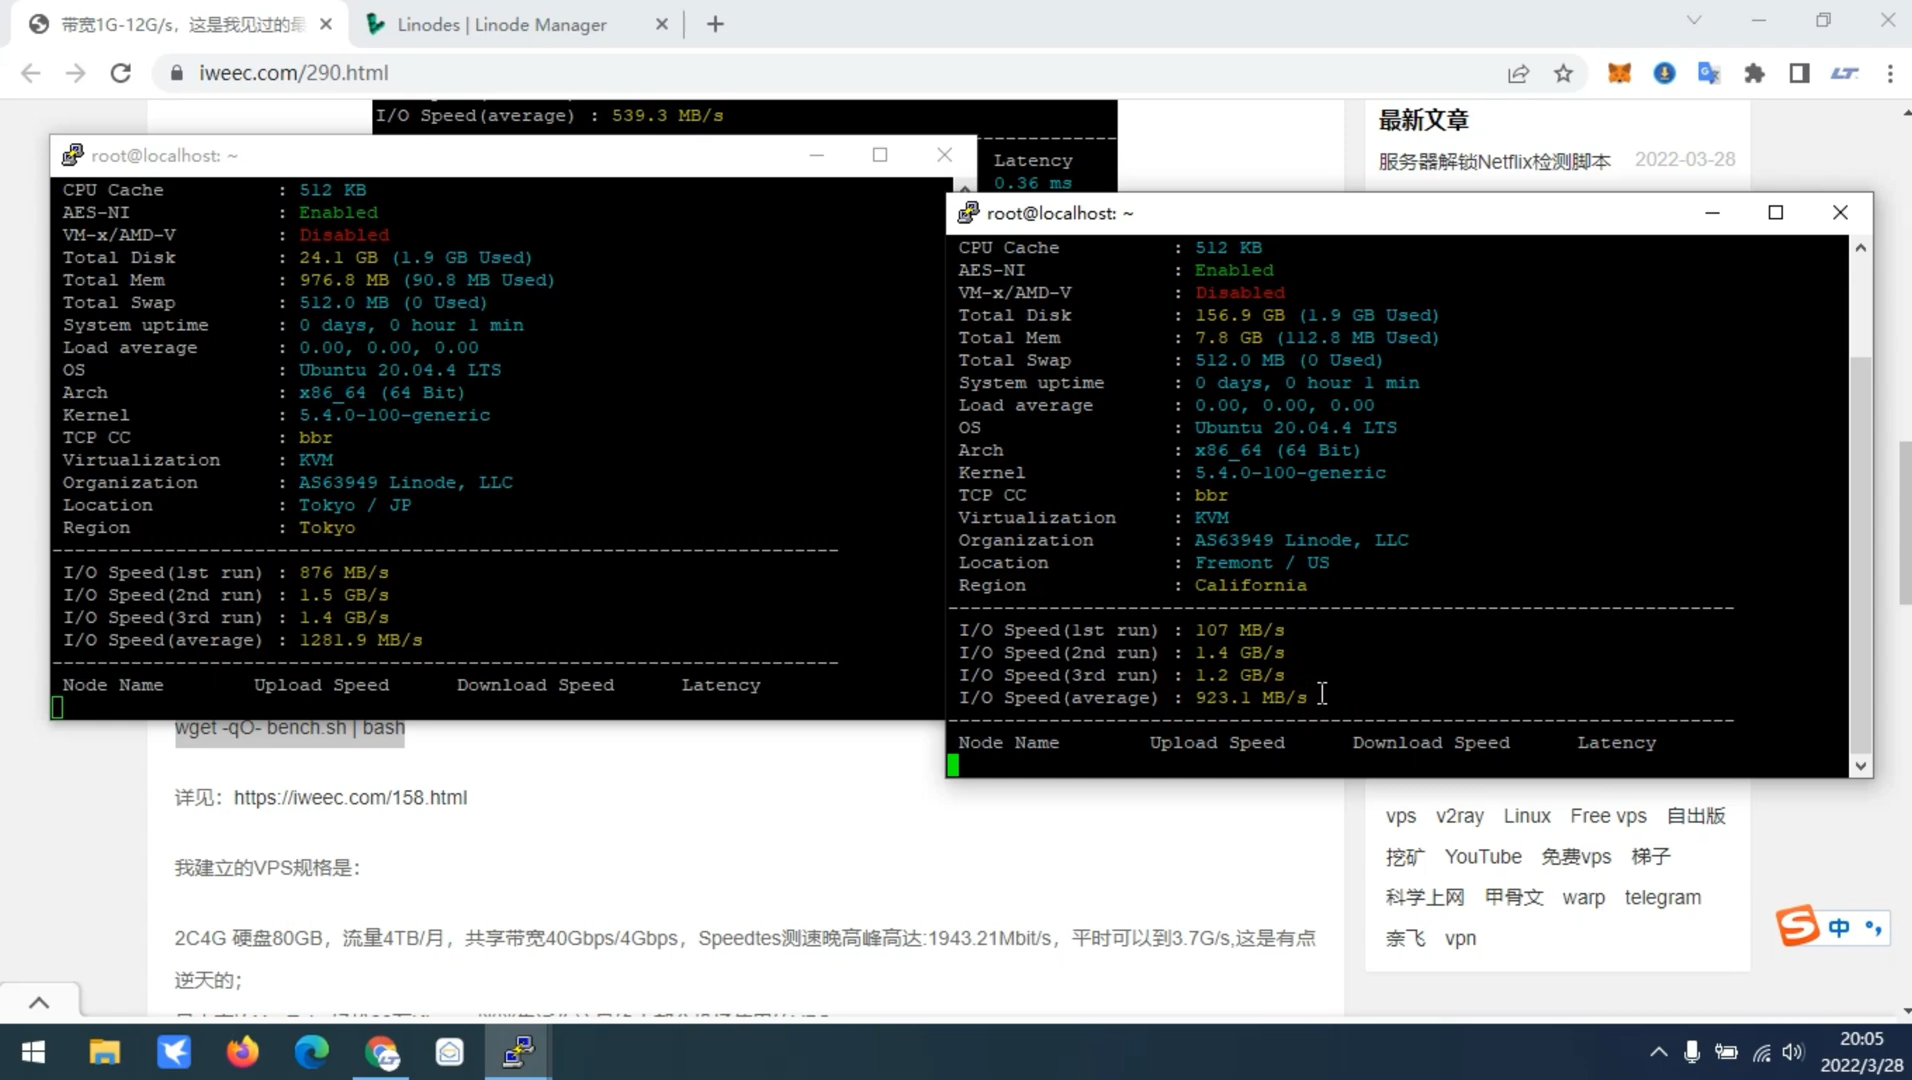 带宽1G-12G/s，这是我见过的最
Linodes | Linode Manager
iweec.com/290.html
I/O Speed(average) : 539.3 MB/s
Latency
0.36 ms
最新文章
服务器解锁Netflix检测脚本 2022-03-28
root@localhost: ~
CPU Cache : 512 KB
AES-NI : Enabled
VM-x/AMD-V : Disabled
Total Disk : 24.1 GB (1.9 GB Used)
Total Mem : 976.8 MB (90.8 MB Used)
Total Swap : 512.0 MB (0 Used)
System uptime : 0 days, 0 hour 1 min
Load average : 0.00, 0.00, 0.00
OS : Ubuntu 20.04.4 LTS
Arch : x86_64 (64 Bit)
Kernel : 5.4.0-100-generic
TCP CC : bbr
Virtualization : KVM
Organization : AS63949 Linode, LLC
Location : Tokyo / JP
Region : Tokyo
I/O Speed(1st run) : 876 MB/s
I/O Speed(2nd run) : 1.5 GB/s
I/O Speed(3rd run) : 1.4 GB/s
I/O Speed(average) : 1281.9 MB/s
Node Name Upload Speed Download Speed Latency
root@localhost: ~
CPU Cache : 512 KB
AES-NI : Enabled
VM-x/AMD-V : Disabled
Total Disk : 156.9 GB (1.9 GB Used)
Total Mem : 7.8 GB (112.8 MB Used)
Total Swap : 512.0 MB (0 Used)
System uptime : 0 days, 0 hour 1 min
Load average : 0.00, 0.00, 0.00
OS : Ubuntu 20.04.4 LTS
Arch : x86_64 (64 Bit)
Kernel : 5.4.0-100-generic
TCP CC : bbr
Virtualization : KVM
Organization : AS63949 Linode, LLC
Location : Fremont / US
Region : California
I/O Speed(1st run) : 107 MB/s
I/O Speed(2nd run) : 1.4 GB/s
I/O Speed(3rd run) : 1.2 GB/s
I/O Speed(average) : 923.1 MB/s
Node Name Upload Speed Download Speed Latency
wget -qO- bench.sh | bash
详见：https://iweec.com/158.html
我建立的VPS规格是：
2C4G 硬盘80GB，流量4TB/月，共享带宽40Gbps/4Gbps，Speedtes测速晚高峰高达:1943.21Mbit/s，平时可以到3.7G/s,这是有点
逆天的；
vps v2ray Linux Free vps 自出版
挖矿 YouTube 免费vps 梯子
科学上网 甲骨文 warp telegram
奈飞 vpn
中
20:05
2022/3/28